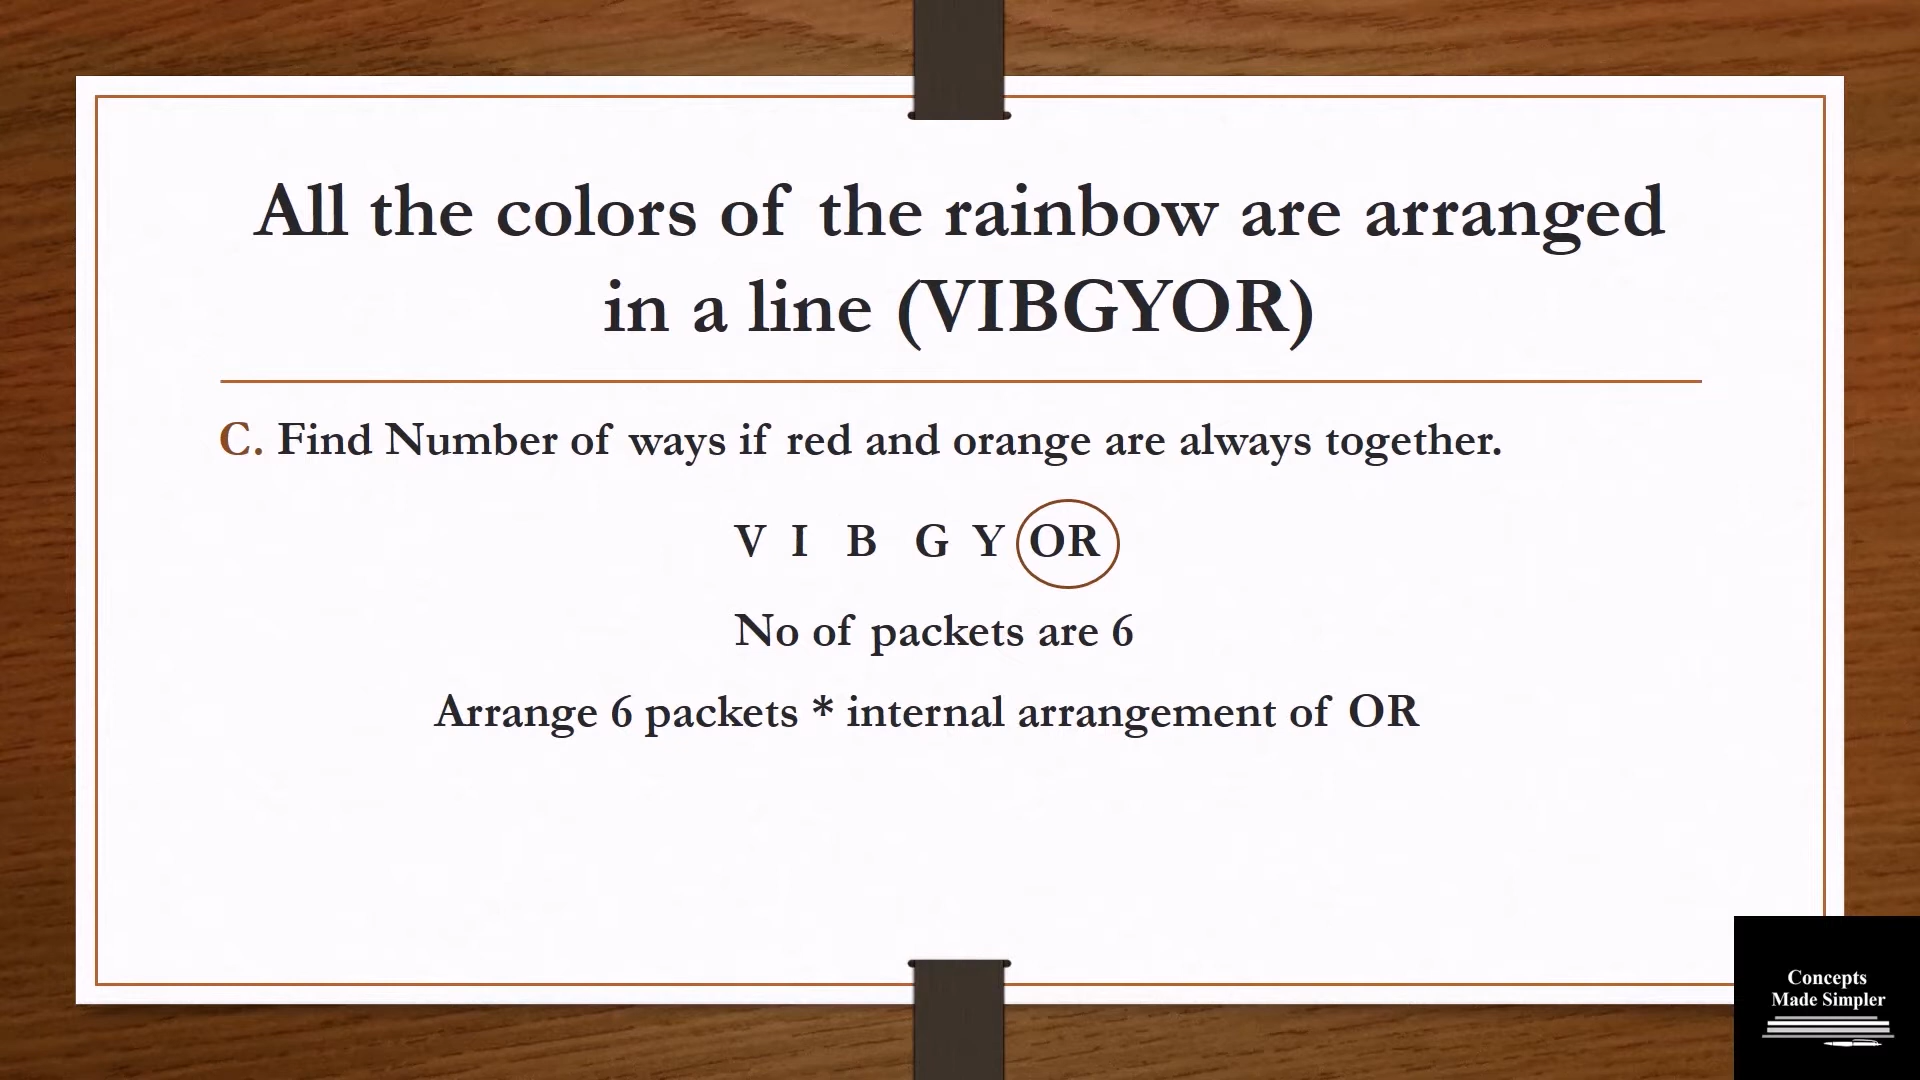 All the colors of the rainbow are arranged
in a line (VIBGYOR)
C. Find Number of ways if red and orange are always together.
V I B G Y OR
No of packets are 6
Arrange 6 packets * internal arrangement of OR
Concepts
Made Simpler